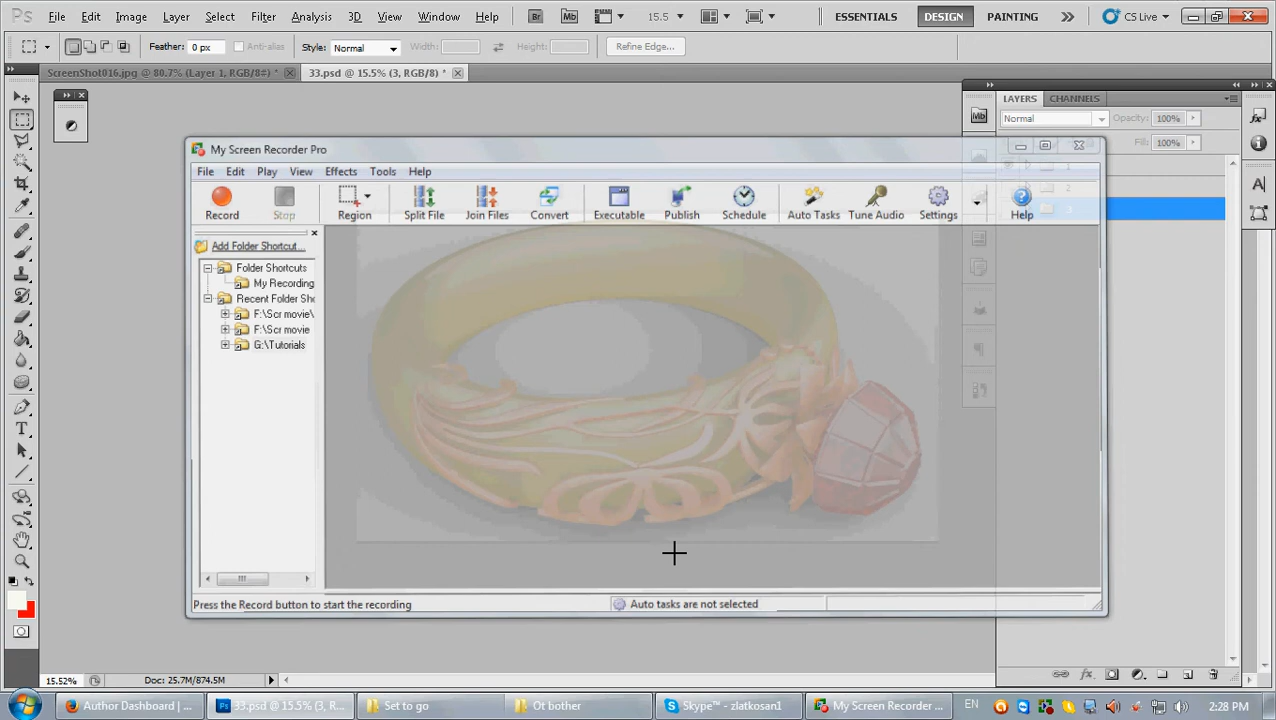 Ps File Edit Image Layer Select Filter Analysis 3D View Window Help Br Mb 15.5 ESSENTIALS DESIGN PAINTING CS Live
Feather: 0 px Anti-alias Style: Normal Width: Height: Refine Edge...
ScreenShot016.jpg @ 80.7% (Layer 1, RGB/8#) * 33.psd @ 15.5% (3, RGB/8) *
LAYERS CHANNELS
Normal Opacity: 100%
Fill: 100%
Mb
1
2
3
My Screen Recorder Pro
File Edit Play View Effects Tools Help
Record Stop Region Split File Join Files Convert Executable Publish Schedule Auto Tasks Tune Audio Settings Help
Add Folder Shortcut...
Folder Shortcuts
My Recording
Recent Folder Sho
F:\Scr movie\
F:\Scr movie
G:\Tutorials
Press the Record button to start the recording Auto tasks are not selected
15.52% Doc: 25.7M/874.5M
Author Dashboard | ... 33.psd @ 15.5% (3, R... Set to go Ot bother Skype™ - zlatkosan1 My Screen Recorder ... EN 2:28 PM